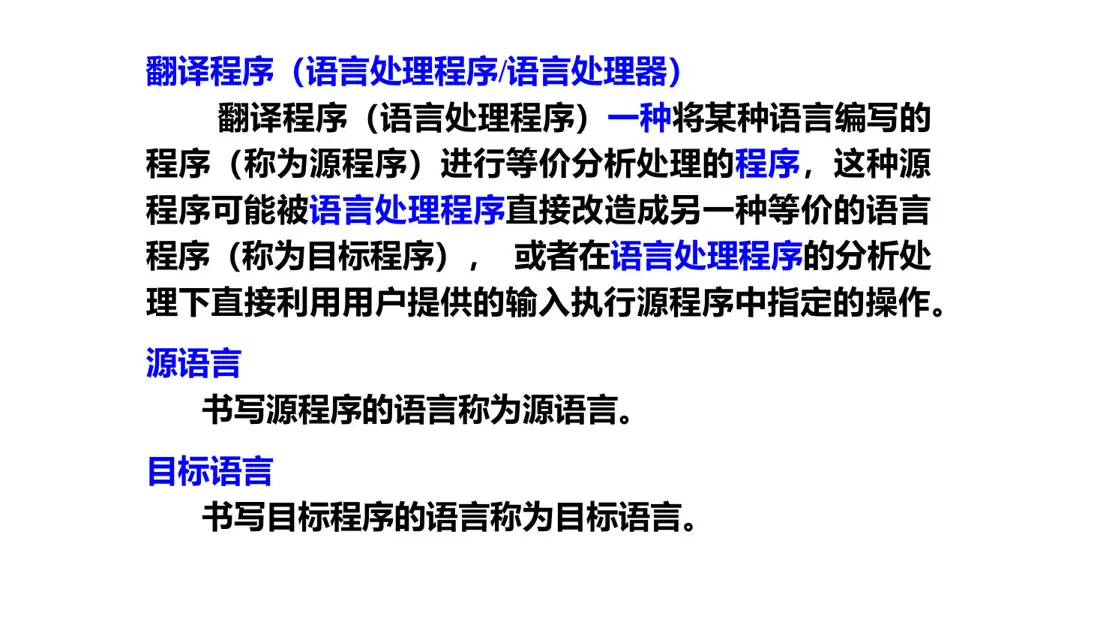 翻译程序（语言处理程序/语言处理器）
翻译程序（语言处理程序）一种将某种语言编写的
程序（称为源程序）进行等价分析处理的程序，这种源
程序可能被语言处理程序直接改造成另一种等价的语言
程序（称为目标程序）， 或者在语言处理程序的分析处
理下直接利用用户提供的输入执行源程序中指定的操作。
源语言
书写源程序的语言称为源语言。
目标语言
书写目标程序的语言称为目标语言。